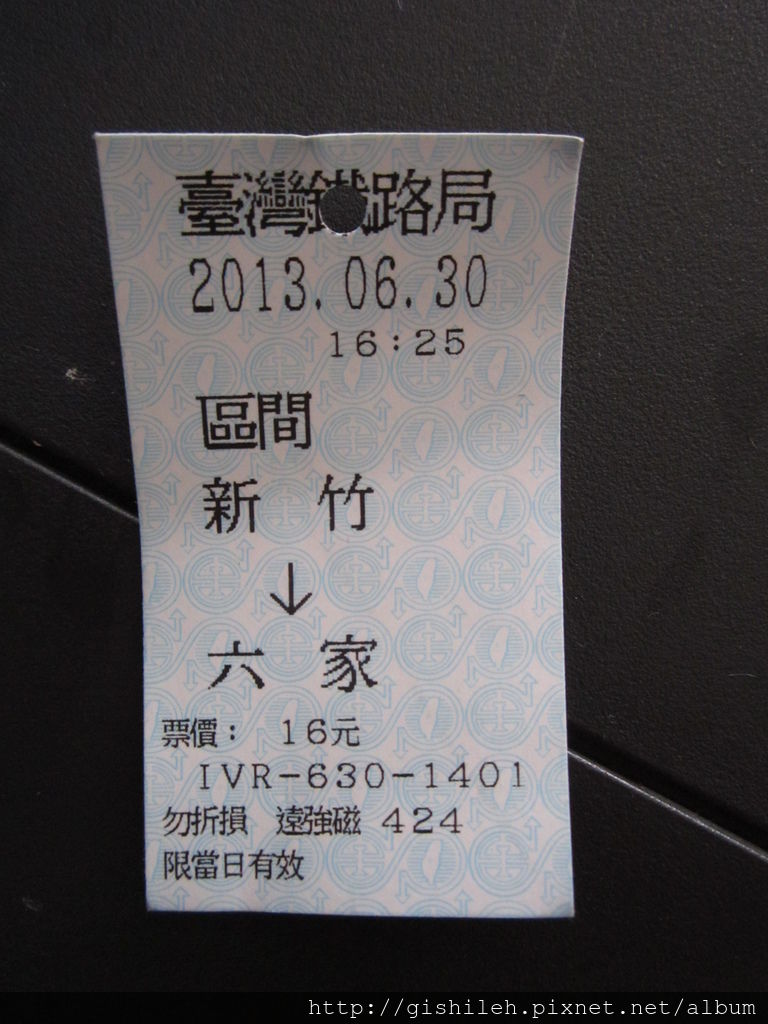 臺灣鐵路局
2013.06.30
16:25
區間
新 竹
↓
六 家
票價： 16元
IVR-630-1401
勿折損 遠強磁 424
限當日有效
http://gishileh.pixnet.net/album